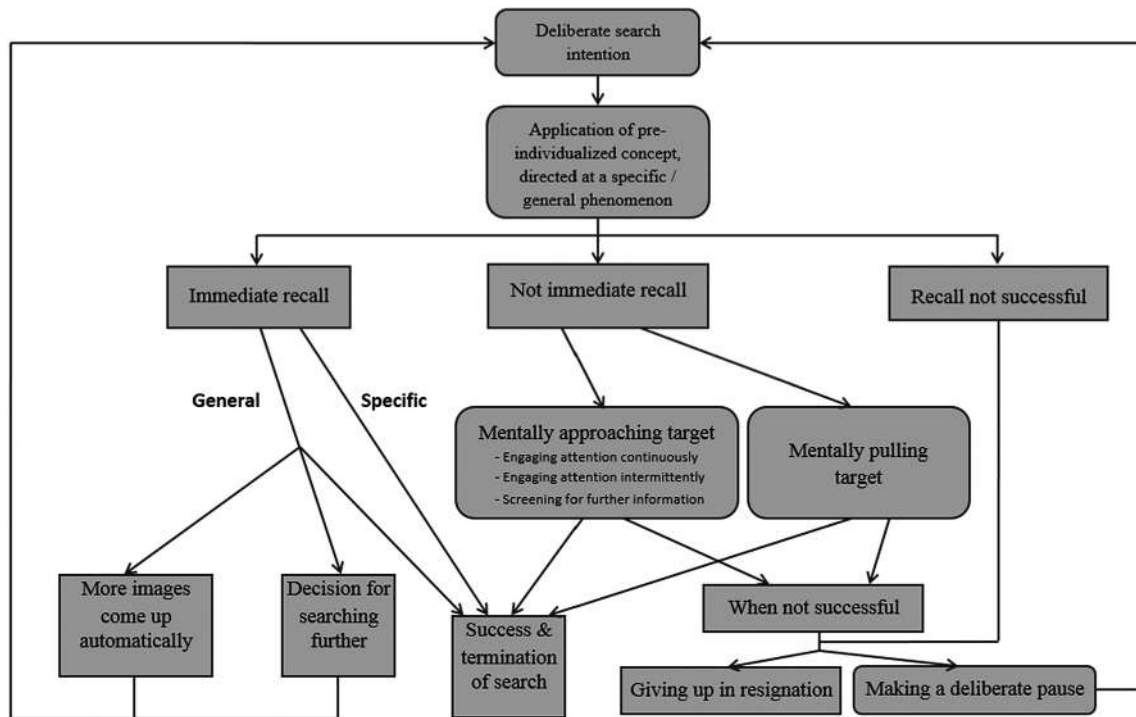 Deliberate search
intention
Application of pre-
individualized concept,
directed at a specific /
general phenomenon
Immediate recall
Not immediate recall
Recall not successful
General
Specific
Mentally approaching target
- Engaging attention continuously
- Engaging attention intermittently
- Screening for further information
Mentally pulling
target
More images
come up
automatically
Decision for
searching
further
Success &
termination
of search
When not successful
Giving up in resignation
Making a deliberate pause